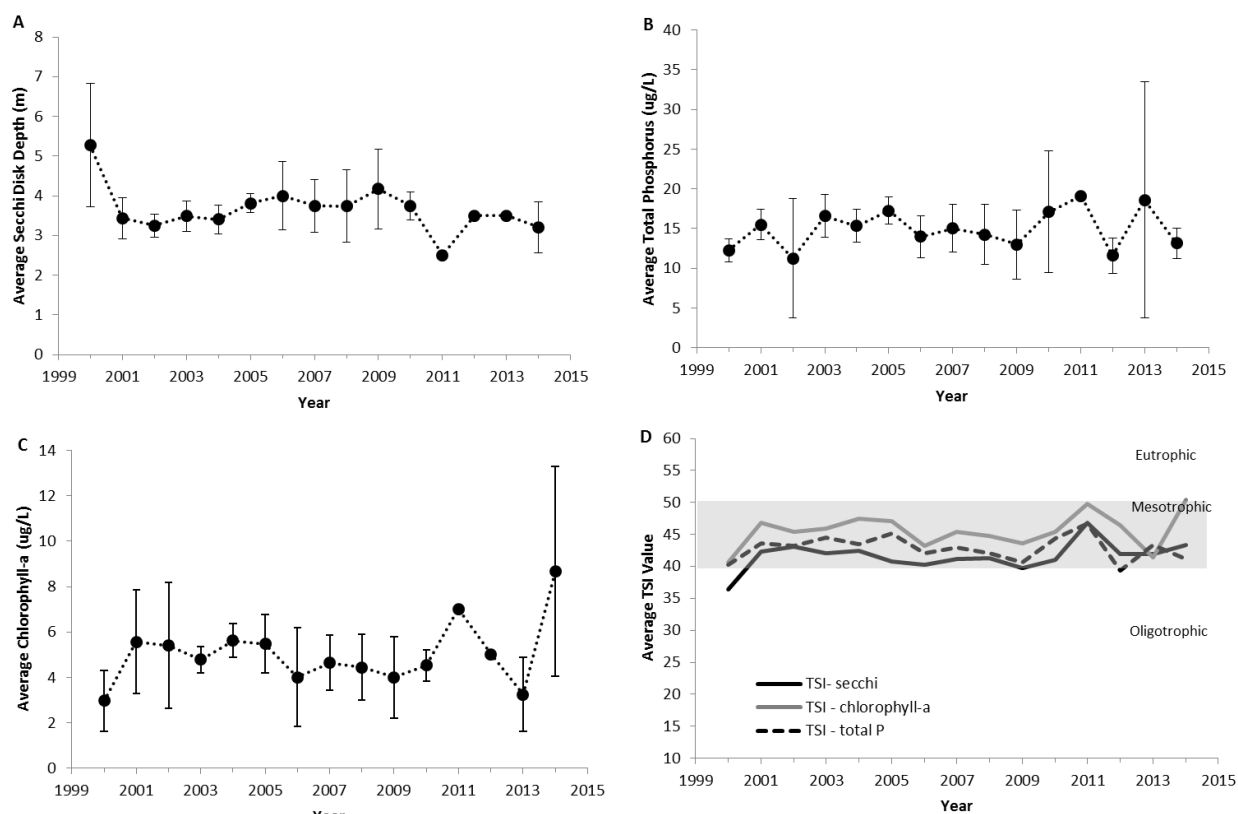 A
Average Secchi Disk Depth (m)
8
7
6
5
4
3
2
1
0
1999 2001 2003 2005 2007 2009 2011 2013 2015
Year
B
Average Total Phosphorus (ug/L)
40
35
30
25
20
15
10
5
0
1999 2001 2003 2005 2007 2009 2011 2013 2015
Year
C
Average Chlorophyll-a (ug/L)
14
12
10
8
6
4
2
0
1999 2001 2003 2005 2007 2009 2011 2013 2015
Year
D
Average TSI Value
60
55
50
45
40
35
30
25
20
15
10
Eutrophic
Mesotrophic
Oligotrophic
TSI- secchi
TSI - chlorophyll-a
TSI - total P
1999 2001 2003 2005 2007 2009 2011 2013 2015
Year